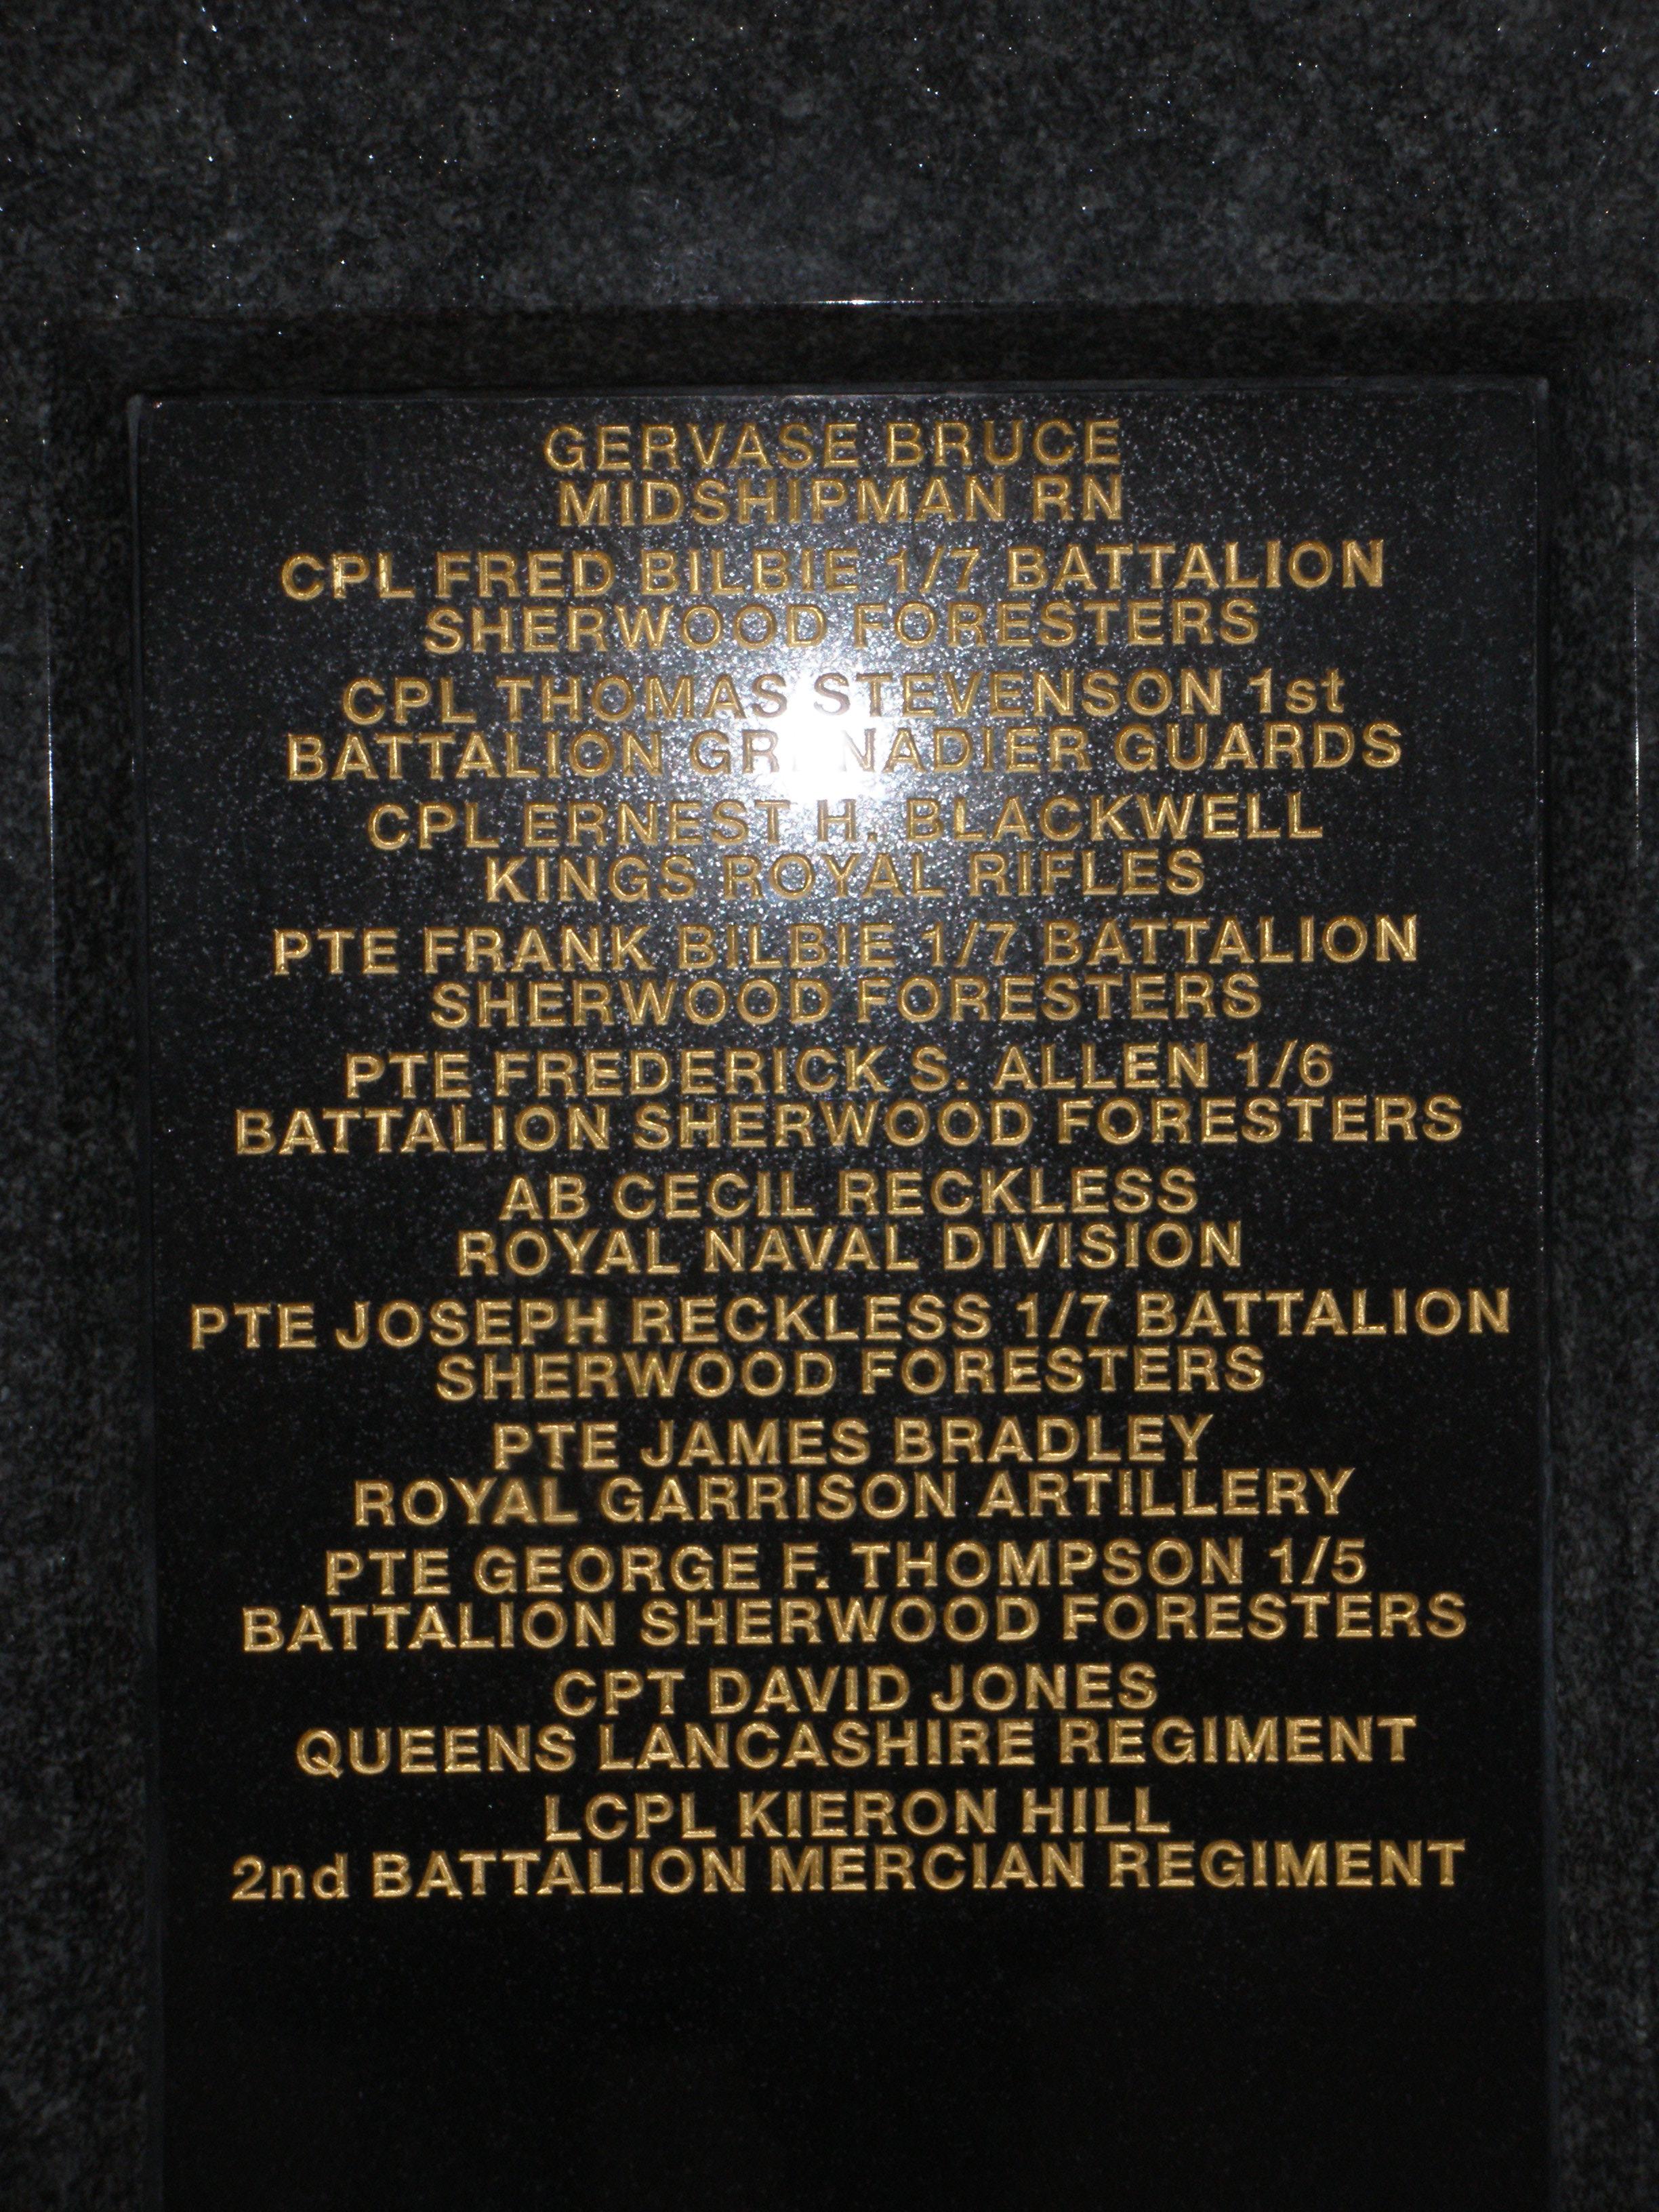 GERVASE BRUCE
MIDSHIPMAN RN
CPL FRED BILBIE 1/7 BATTALION
SHERWOOD FORESTERS
CPL THOMAS STEVENSON 1st
BATTALION GRENADIER GUARDS
CPL ERNEST H. BLACKWELL
KINGS ROYAL RIFLES
PTE FRANK BILBIE 1/7 BATTALION
SHERWOOD FORESTERS
PTE FREDERICK S. ALLEN 1/6
BATTALION SHERWOOD FORESTERS
AB CECIL RECKLESS
ROYAL NAVAL DIVISION
PTE JOSEPH RECKLESS 1/7 BATTALION
SHERWOOD FORESTERS
PTE JAMES BRADLEY
ROYAL GARRISON ARTILLERY
PTE GEORGE F. THOMPSON 1/5
BATTALION SHERWOOD FORESTERS
CPT DAVID JONES
QUEENS LANCASHIRE REGIMENT
LCPL KIERON HILL
2nd BATTALION MERCIAN REGIMENT